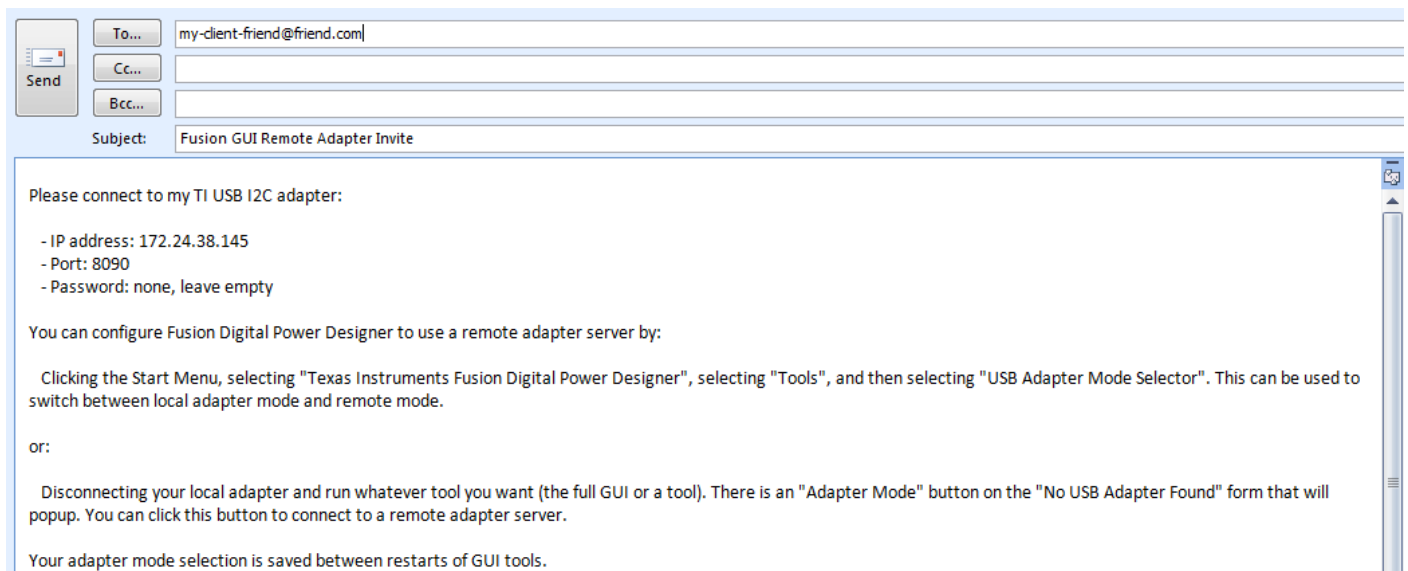 To...
my-client-friend@friend.com
Send
Cc...
Bcc...
Subject:
Fusion GUI Remote Adapter Invite
Please connect to my TI USB I2C adapter:
- IP address: 172.24.38.145
- Port: 8090
- Password: none, leave empty
You can configure Fusion Digital Power Designer to use a remote adapter server by:
Clicking the Start Menu, selecting "Texas Instruments Fusion Digital Power Designer", selecting "Tools", and then selecting "USB Adapter Mode Selector". This can be used to
switch between local adapter mode and remote mode.
or:
Disconnecting your local adapter and run whatever tool you want (the full GUI or a tool). There is an "Adapter Mode" button on the "No USB Adapter Found" form that will
popup. You can click this button to connect to a remote adapter server.
Your adapter mode selection is saved between restarts of GUI tools.